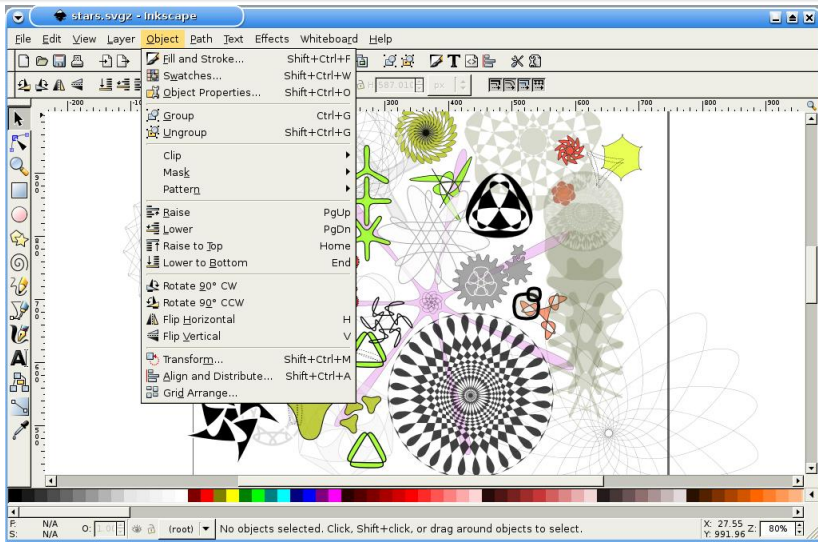 stars.svgz - Inkscape
File Edit View Layer Object Path Text Effects Whiteboard Help
Fill and Stroke... Shift+Ctrl+F
Swatches... Shift+Ctrl+W
Object Properties... Shift+Ctrl+O
H: 587.010 px
-200 300 400 500 600 700 800 900
Group Ctrl+G
Ungroup Shift+Ctrl+G
Clip
Mask
Pattern
Raise PgUp
Lower PgDn
Raise to Top Home
Lower to Bottom End
Rotate 90° CW
Rotate 90° CCW
Flip Horizontal H
Flip Vertical V
Transform... Shift+Ctrl+M
Align and Distribute... Shift+Ctrl+A
Grid Arrange...
F: N/A
S: N/A
O: (root) No objects selected. Click, Shift+click, or drag around objects to select.
X: 27.55
Y: 991.96
Z: 80%